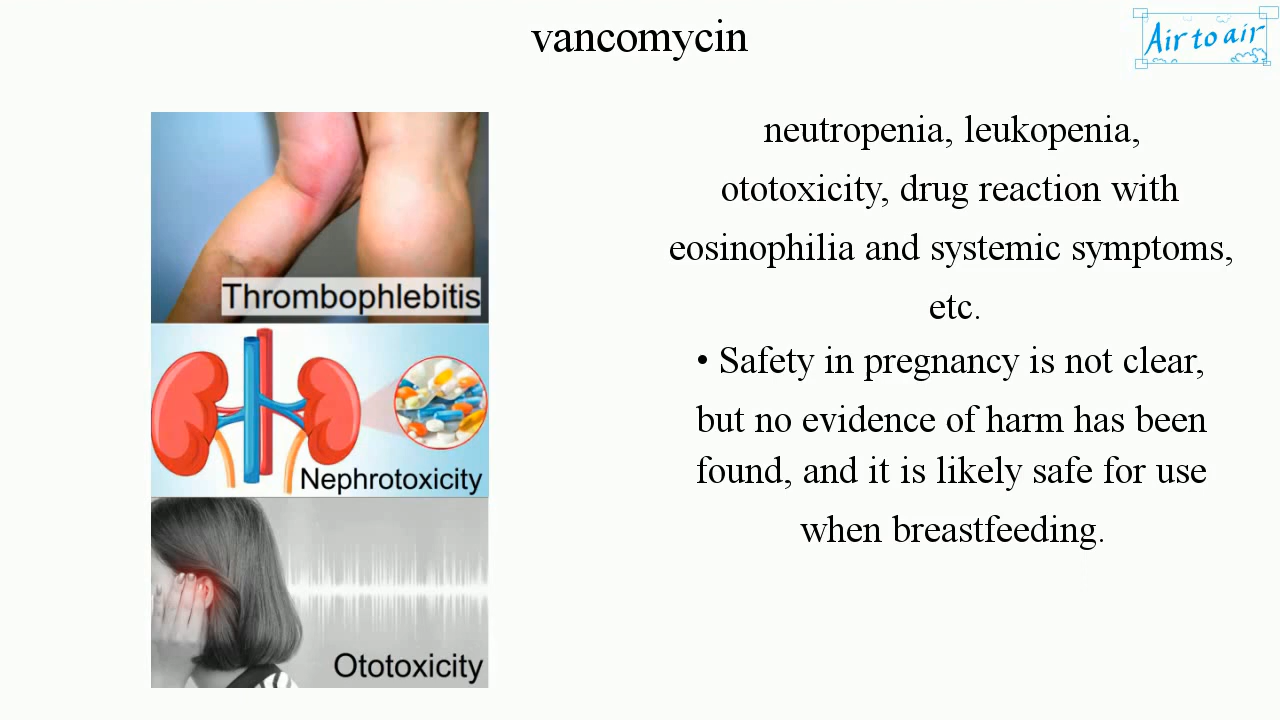 vancomycin
Air to air
Thrombophlebitis
Nephrotoxicity
Ototoxicity
neutropenia, leukopenia,
ototoxicity, drug reaction with
eosinophilia and systemic symptoms,
etc.
• Safety in pregnancy is not clear,
but no evidence of harm has been
found, and it is likely safe for use
when breastfeeding.